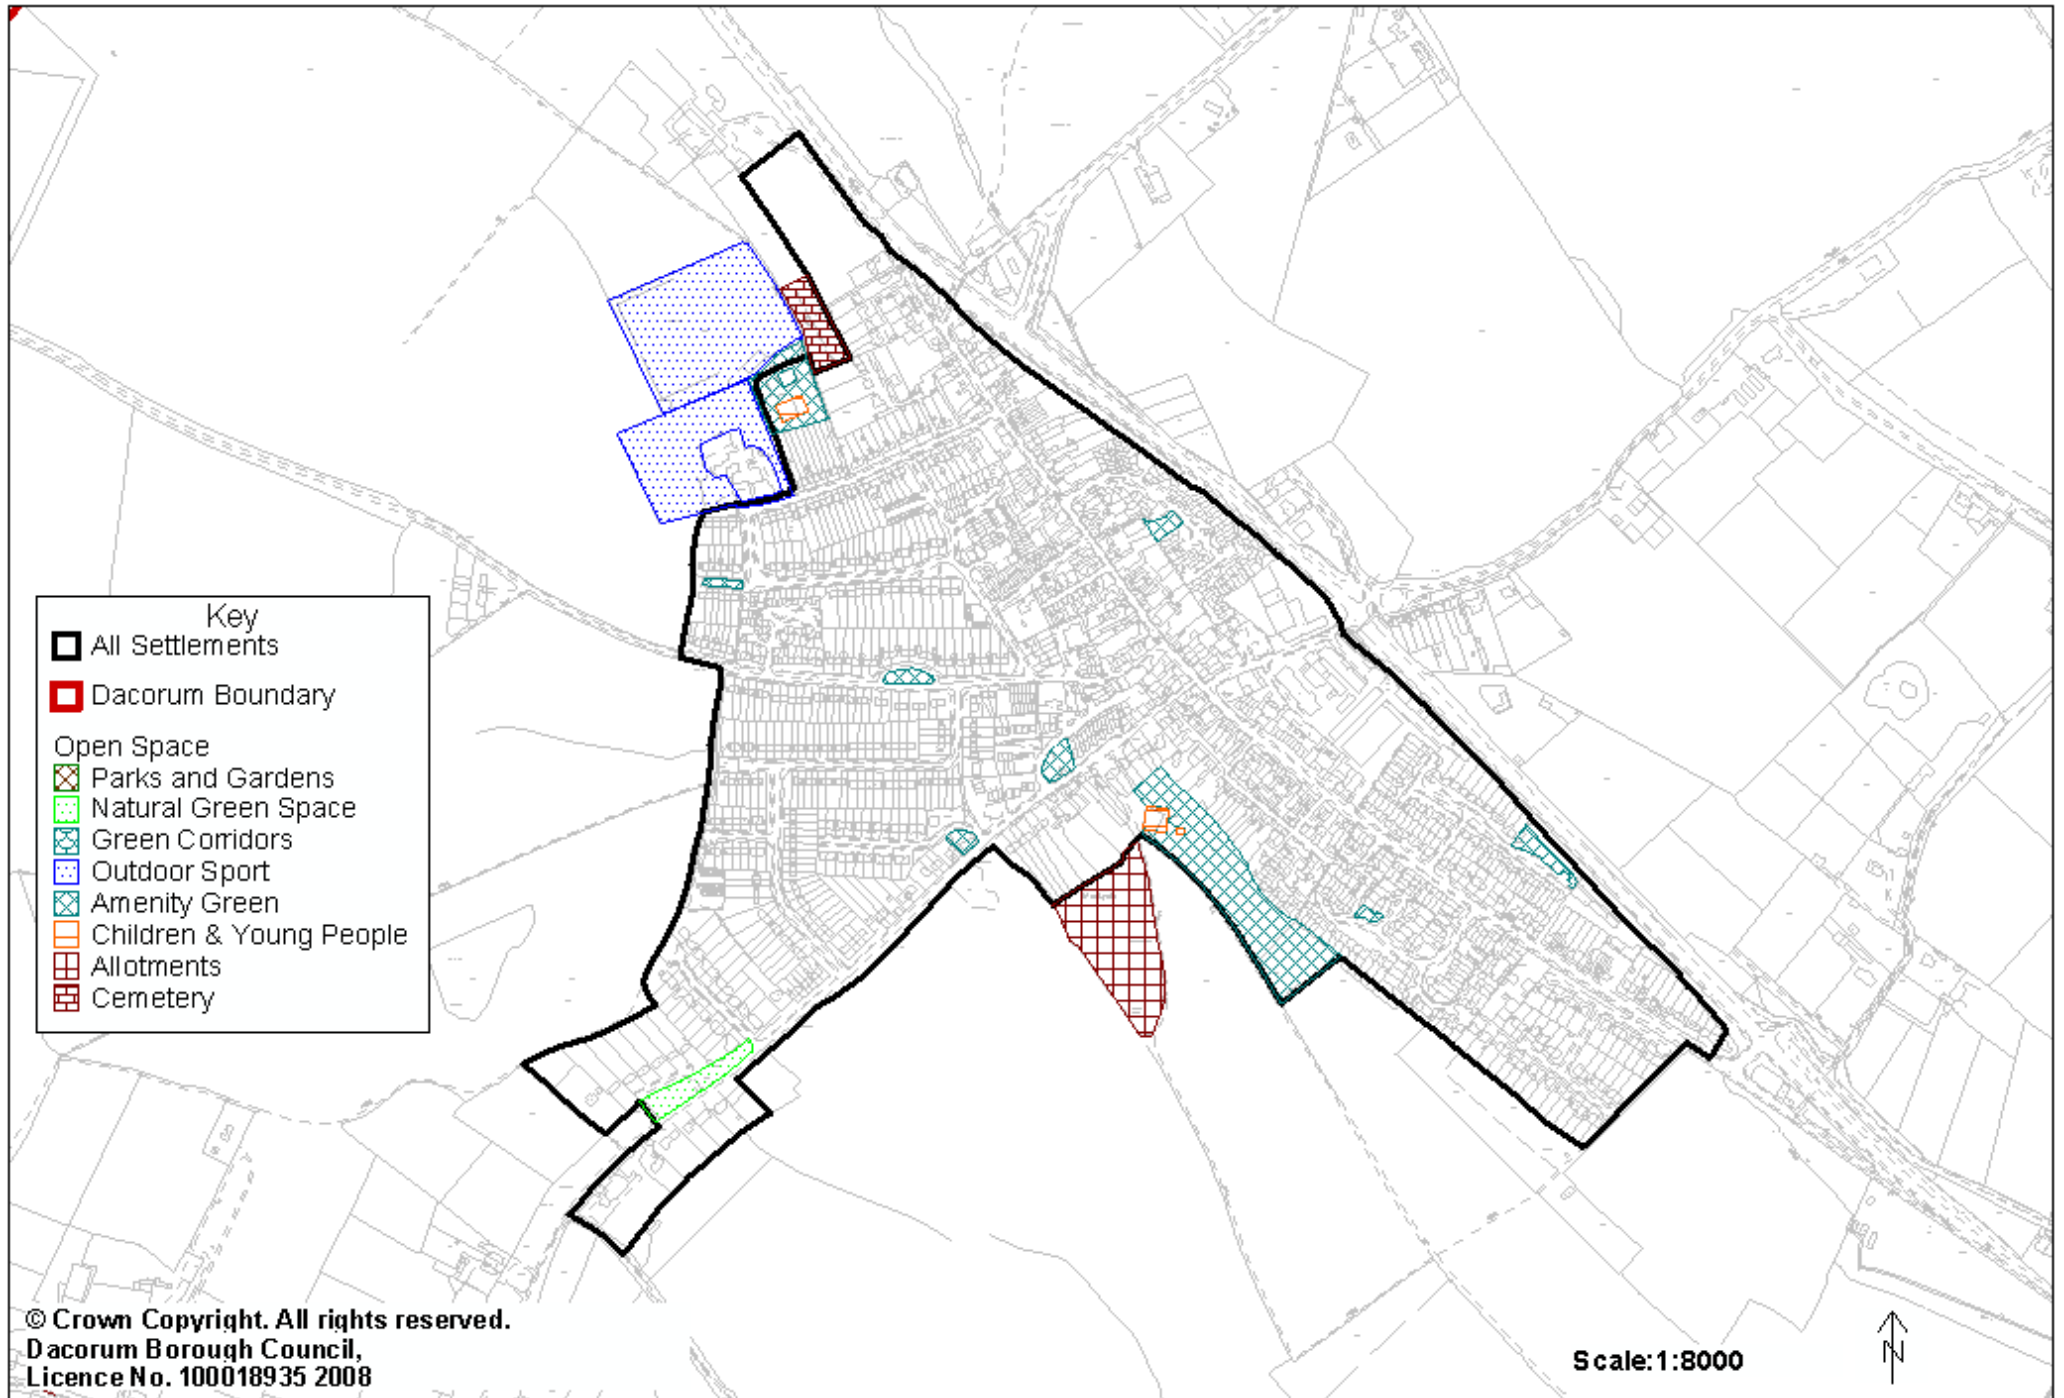 Key
All Settlements
Dacorum Boundary
Open Space
Parks and Gardens
Natural Green Space
Green Corridors
Outdoor Sport
Amenity Green
Children & Young People
Allotments
Cemetery
© Crown Copyright. All rights reserved.
Dacorum Borough Council,
Licence No. 100018935 2008
Scale:1:8000
N